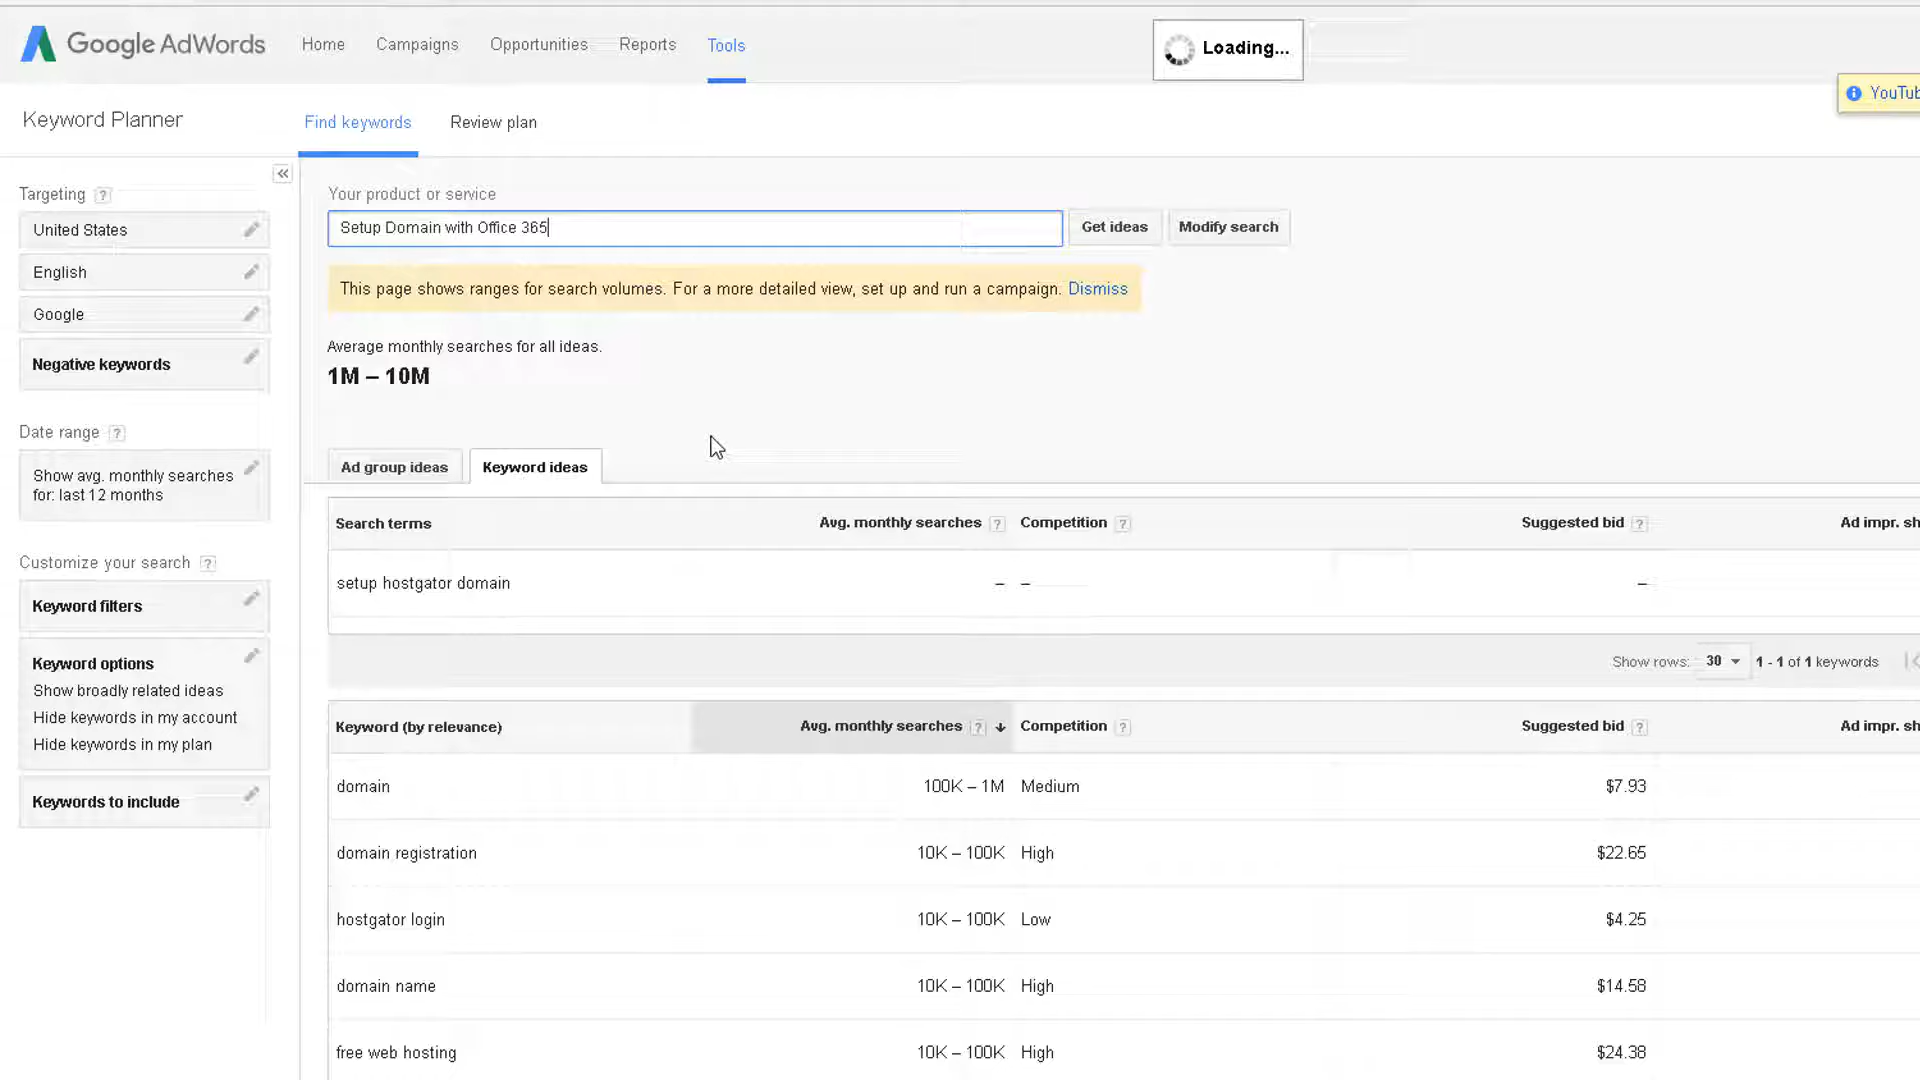 Google AdWords Home Campaigns Opportunities Reports Tools
Loading...
YouTub
Keyword Planner Find keywords Review plan
«
Targeting ?
United States
English
Google
Negative keywords
Date range ?
Show avg. monthly searches
for: last 12 months
Customize your search ?
Keyword filters
Keyword options
Show broadly related ideas
Hide keywords in my account
Hide keywords in my plan
Keywords to include
Your product or service
Setup Domain with Office 365
Get ideas Modify search
This page shows ranges for search volumes. For a more detailed view, set up and run a campaign. Dismiss
Average monthly searches for all ideas.
1M – 10M
Ad group ideas Keyword ideas
Search terms Avg. monthly searches ? Competition ? Suggested bid ? Ad impr. sh
setup hostgator domain – – –
Show rows: 30 1 - 1 of 1 keywords
Keyword (by relevance) Avg. monthly searches ? Competition ? Suggested bid ? Ad impr. sh
domain 100K – 1M Medium $7.93
domain registration 10K – 100K High $22.65
hostgator login 10K – 100K Low $4.25
domain name 10K – 100K High $14.58
free web hosting 10K – 100K High $24.38